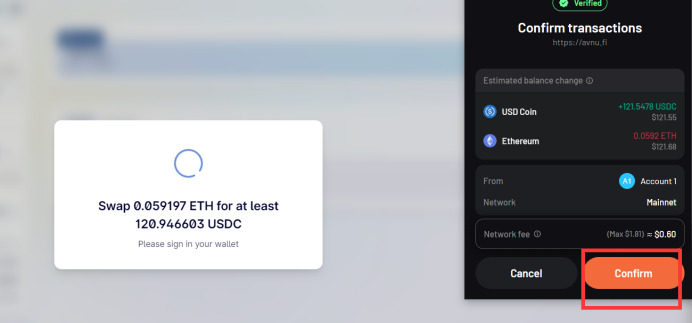 Swap 0.059197 ETH for at least
120.946603 USDC
Please sign in your wallet
Verified
Confirm transactions
https://avnu.fi
Estimated balance change
USD Coin +121.5478 USDC
$121.55
Ethereum 0.0592 ETH
$121.68
From A1 Account 1
Network Mainnet
Network fee (Max $1.81) ≈ $0.60
Cancel Confirm